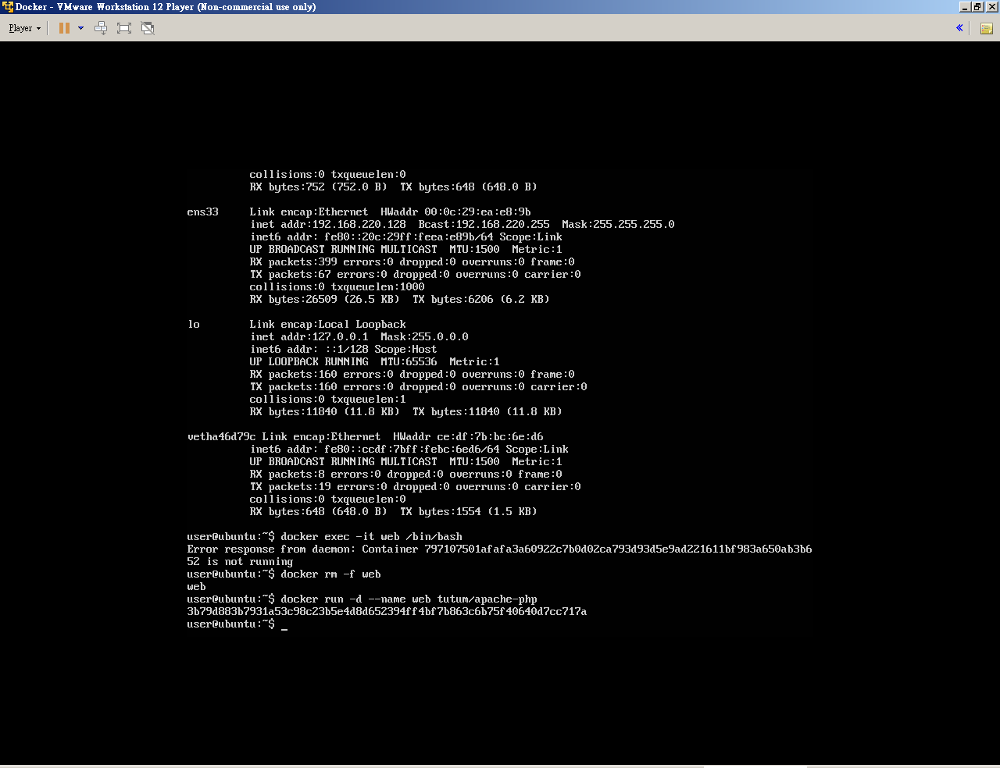 Docker - VMware Workstation 12 Player (Non-commercial use only)
Player
collisions:0 txqueuelen:0
RX bytes:752 (752.0 B)  TX bytes:648 (648.0 B)
ens33     Link encap:Ethernet  HWaddr 00:0c:29:ea:e8:9b
inet addr:192.168.220.128  Bcast:192.168.220.255  Mask:255.255.255.0
inet6 addr: fe80::20c:29ff:feea:e89b/64 Scope:Link
UP BROADCAST RUNNING MULTICAST  MTU:1500  Metric:1
RX packets:399 errors:0 dropped:0 overruns:0 frame:0
TX packets:67 errors:0 dropped:0 overruns:0 carrier:0
collisions:0 txqueuelen:1000
RX bytes:26509 (26.5 KB)  TX bytes:6206 (6.2 KB)
lo        Link encap:Local Loopback
inet addr:127.0.0.1  Mask:255.0.0.0
inet6 addr: ::1/128 Scope:Host
UP LOOPBACK RUNNING  MTU:65536  Metric:1
RX packets:160 errors:0 dropped:0 overruns:0 frame:0
TX packets:160 errors:0 dropped:0 overruns:0 carrier:0
collisions:0 txqueuelen:1
RX bytes:11840 (11.8 KB)  TX bytes:11840 (11.8 KB)
vetha46d79c Link encap:Ethernet  HWaddr ce:df:7b:bc:6e:d6
inet6 addr: fe80::ccdf:7bff:febc:6ed6/64 Scope:Link
UP BROADCAST RUNNING MULTICAST  MTU:1500  Metric:1
RX packets:8 errors:0 dropped:0 overruns:0 frame:0
TX packets:19 errors:0 dropped:0 overruns:0 carrier:0
collisions:0 txqueuelen:0
RX bytes:648 (648.0 B)  TX bytes:1554 (1.5 KB)
user@ubuntu:~$ docker exec -it web /bin/bash
Error response from daemon: Container 797107501afafa3a60922c7b0d02ca793d93d5e9ad221611bf983a650ab3b6
52 is not running
user@ubuntu:~$ docker rm -f web
web
user@ubuntu:~$ docker run -d --name web tutum/apache-php
3b79d883b7931a53c98c23b5e4d8d652394ff4bf7b863c6b75f40640d7cc717a
user@ubuntu:~$ _